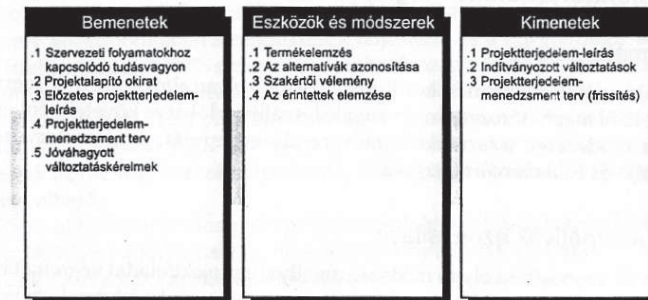 Bemenetek
.1 Szervezeti folyamatokhoz
kapcsolódó tudásvagyon
.2 Projektalapító okirat
.3 Előzetes projektterjedelem-
leírás
.4 Projektterjedelem-
menedzsment terv
.5 Jóváhagyott
változtatáskérelmek
Eszközök és módszerek
.1 Termékelemzés
.2 Az alternatívák azonosítása
.3 Szakértői vélemény
.4 Az érintettek elemzése
Kimenetek
.1 Projektterjedelem-leírás
.2 Indítványozott változtatások
.3 Projektterjedelem-
menedzsment terv (frissítés)